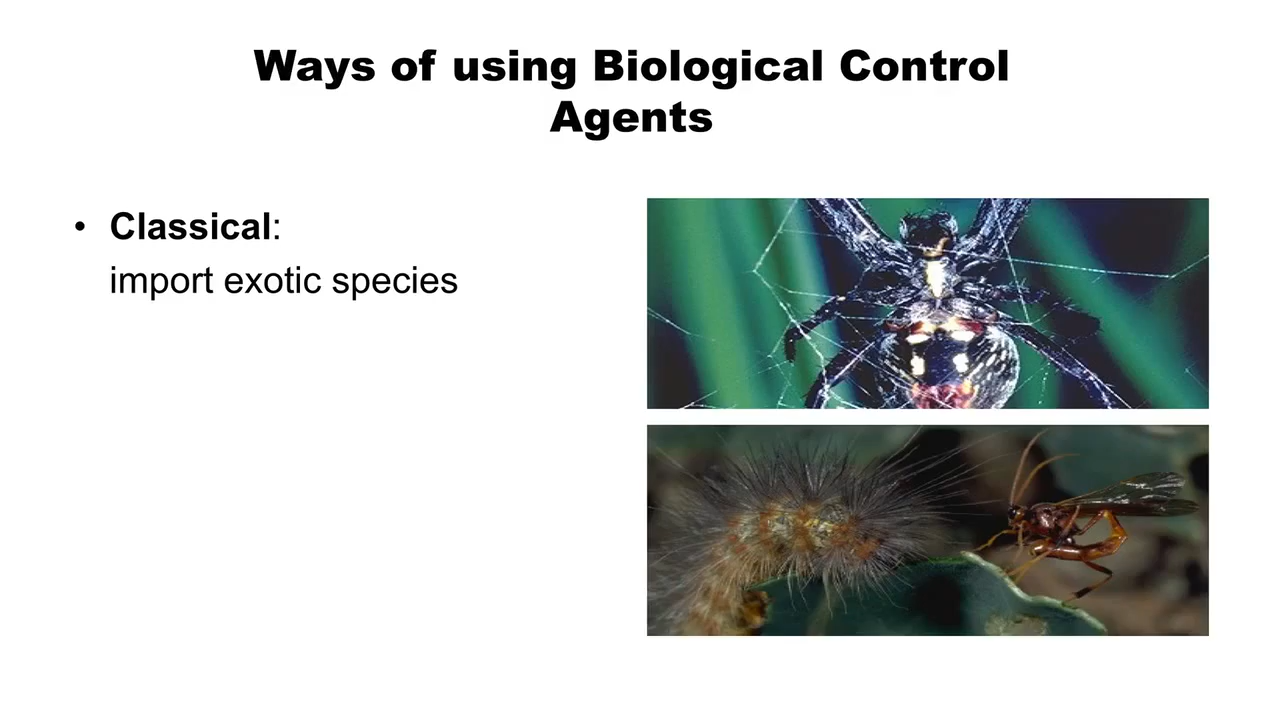 Ways of using Biological Control
Agents
• Classical:
import exotic species